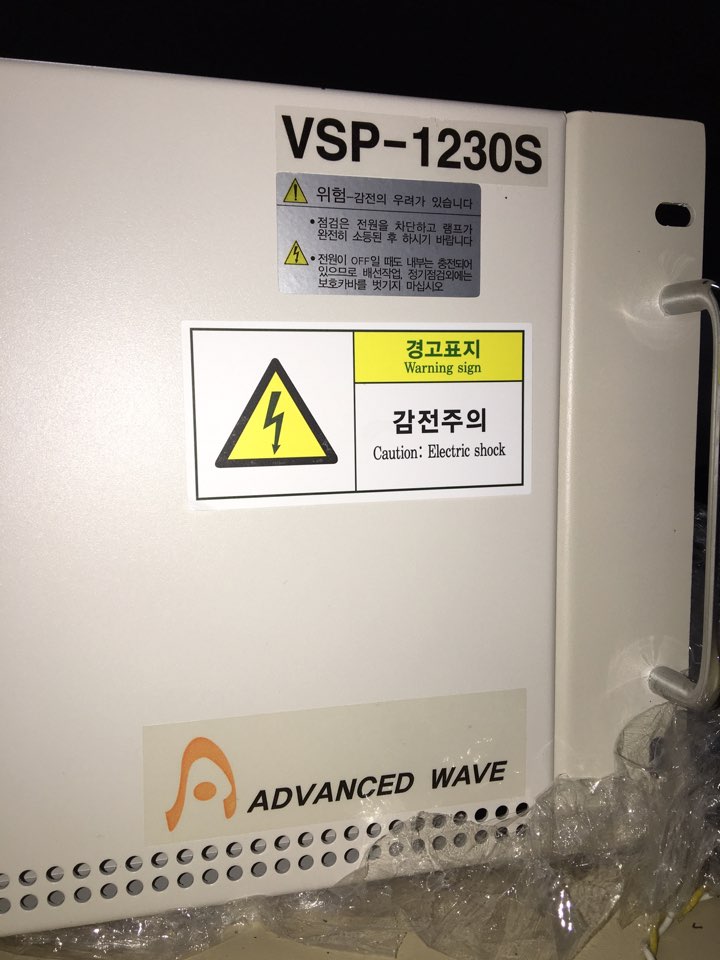 VSP-1230S
위험-감전의 우려가 있습니다
•점검은 전원을 차단하고 램프가
완전히 소등된 후 하시기 바랍니다
•전원이 OFF일 때도 내부는 충전되어
있으므로 배선작업, 정기점검외에는
보호카바를 벗기지 마십시오
경고표지
Warning sign
감전주의
Caution: Electric shock
ADVANCED WAVE